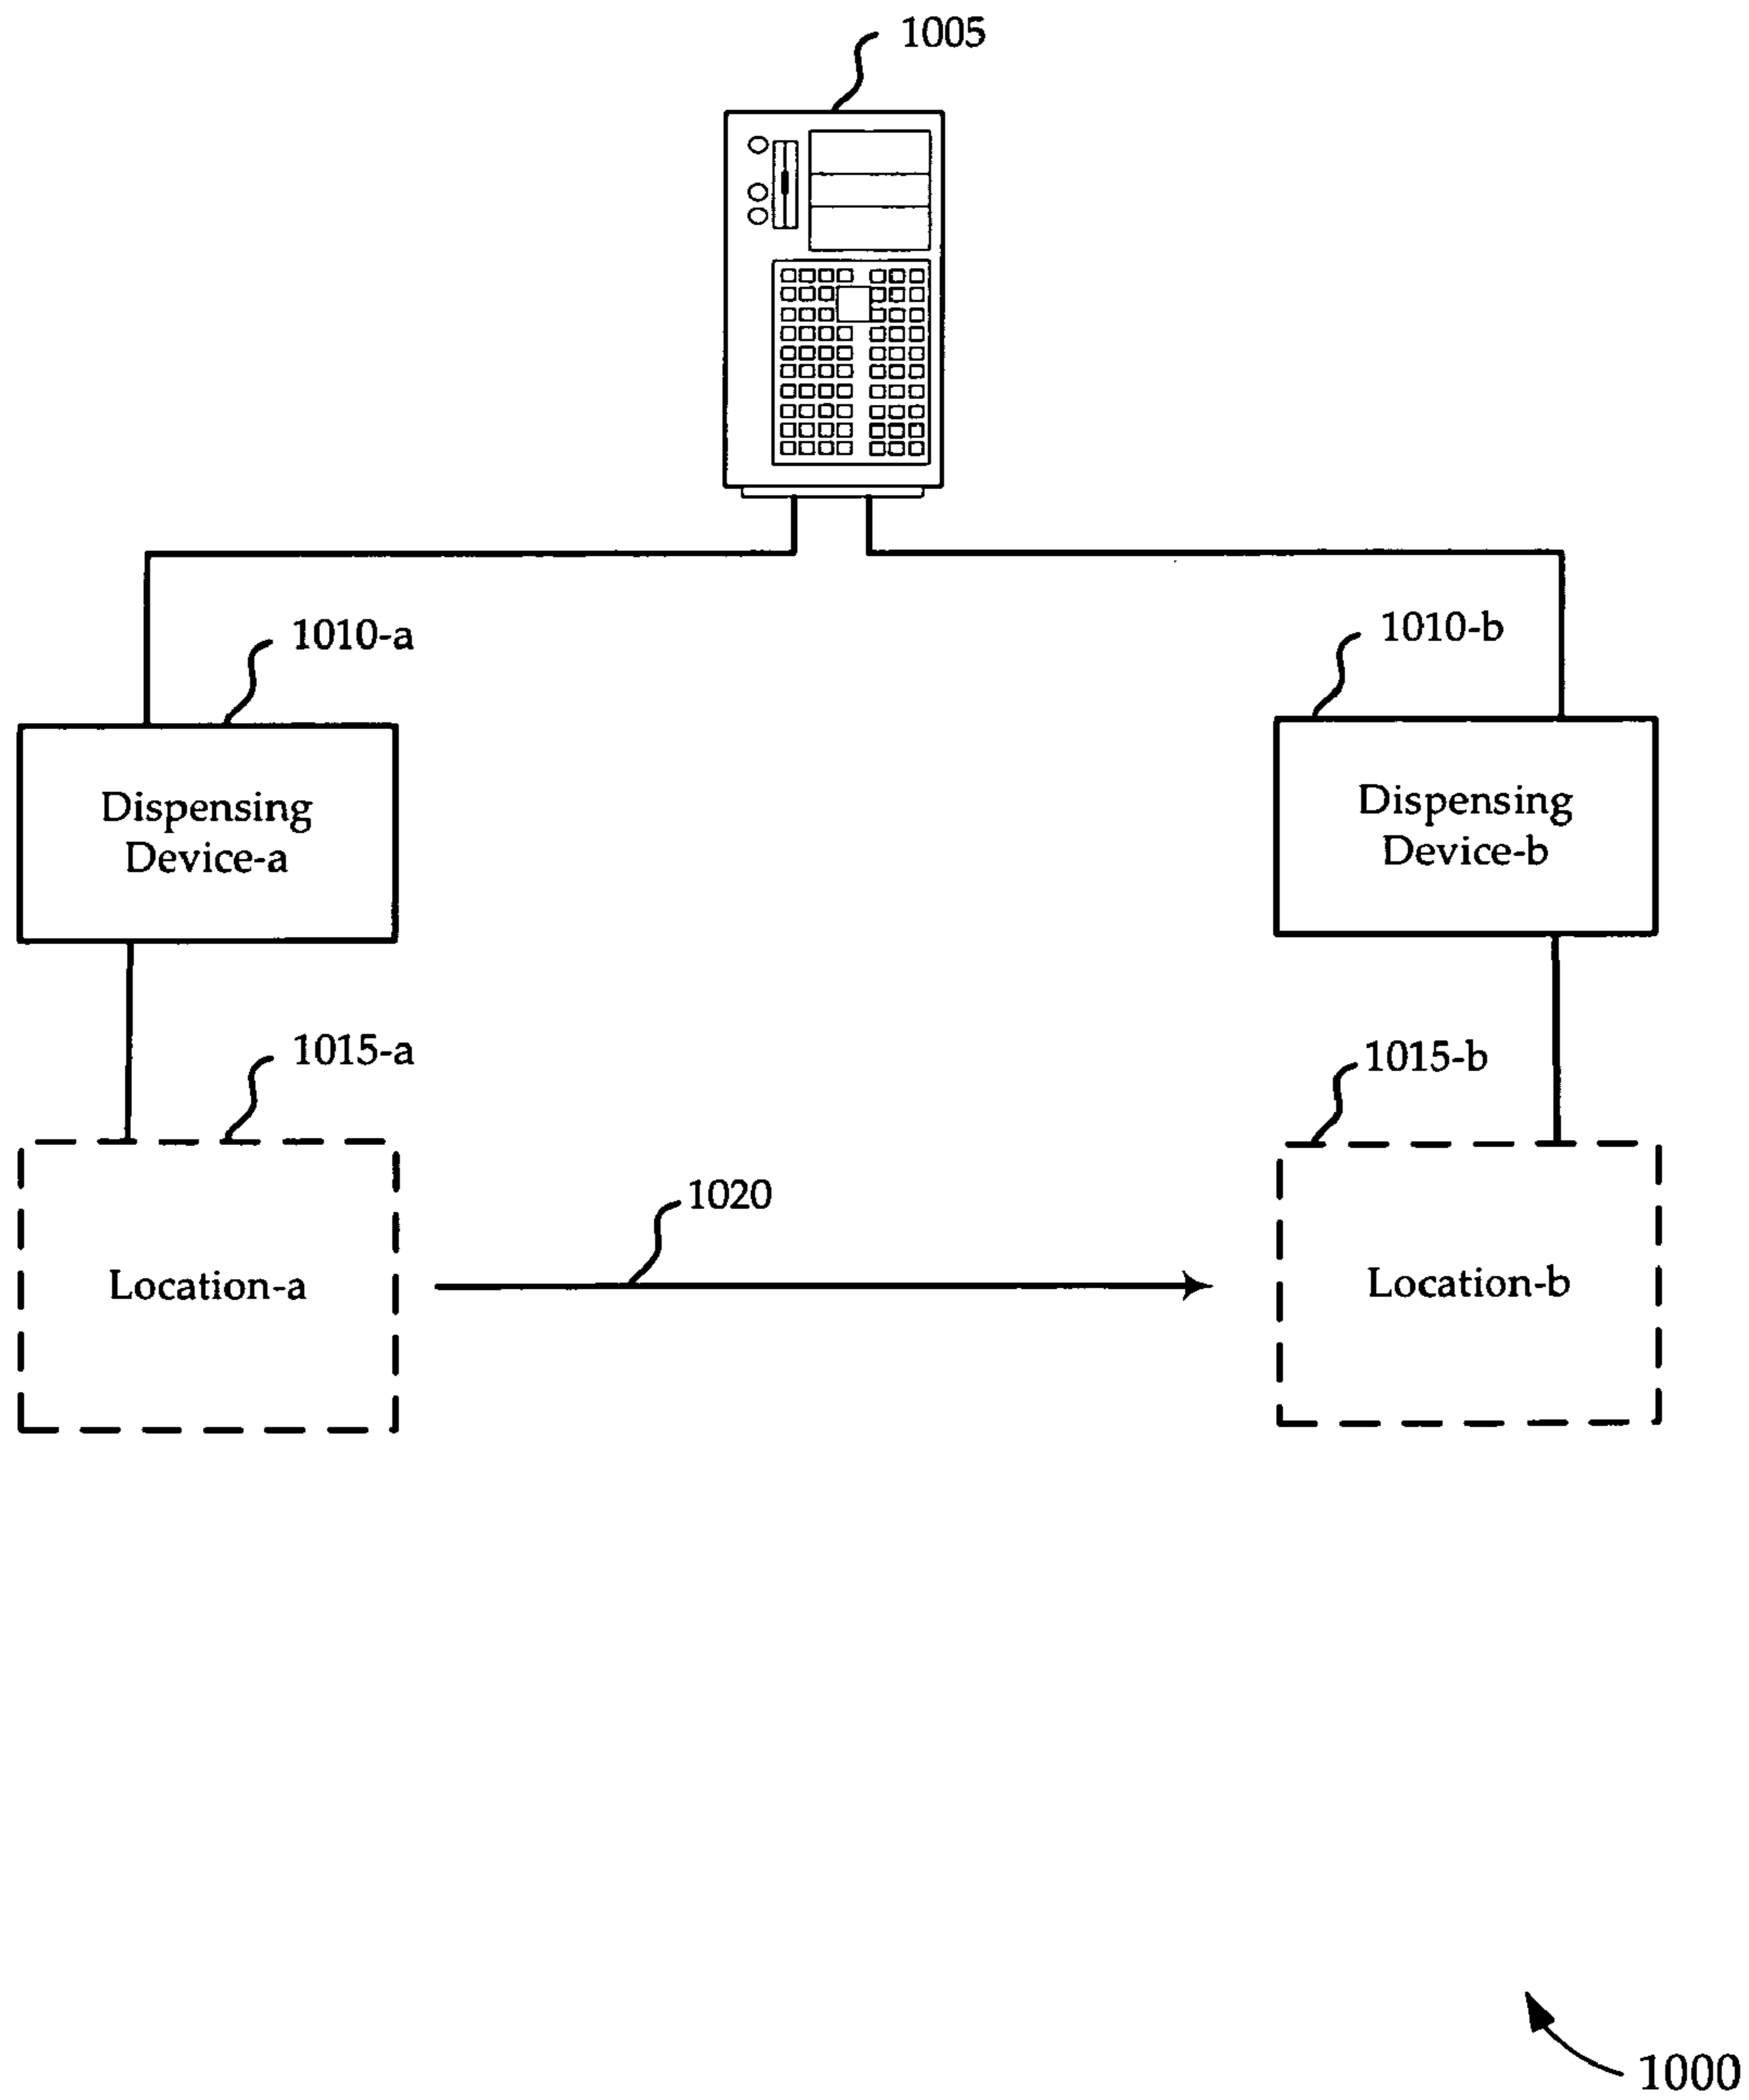 1005
1010-a
1010-b
Dispensing
Device-a
Dispensing
Device-b
1015-a
1015-b
1020
Location-a
Location-b
1000